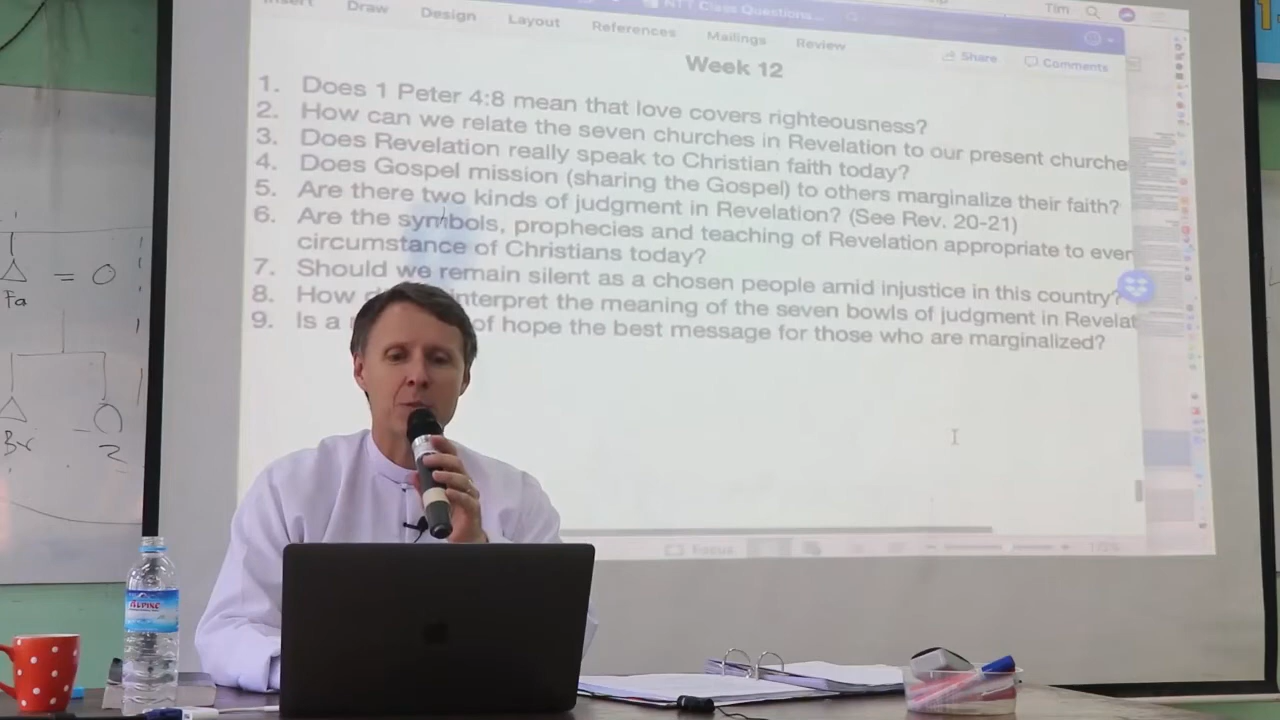 Insert Draw Design Layout References Mailings Review
NTT Class Questions...
Tim
Share Comments
Week 12
1. Does 1 Peter 4:8 mean that love covers righteousness?
2. How can we relate the seven churches in Revelation to our present churche
3. Does Revelation really speak to Christian faith today?
4. Does Gospel mission (sharing the Gospel) to others marginalize their faith?
5. Are there two kinds of judgment in Revelation? (See Rev. 20-21)
6. Are the symbols, prophecies and teaching of Revelation appropriate to ever
circumstance of Christians today?
7. Should we remain silent as a chosen people amid injustice in this country?
8. How interpret the meaning of the seven bowls of judgment in Revelat
9. Is a of hope the best message for those who are marginalized?
Focus
= O
Fa
Br
2
ALPINE